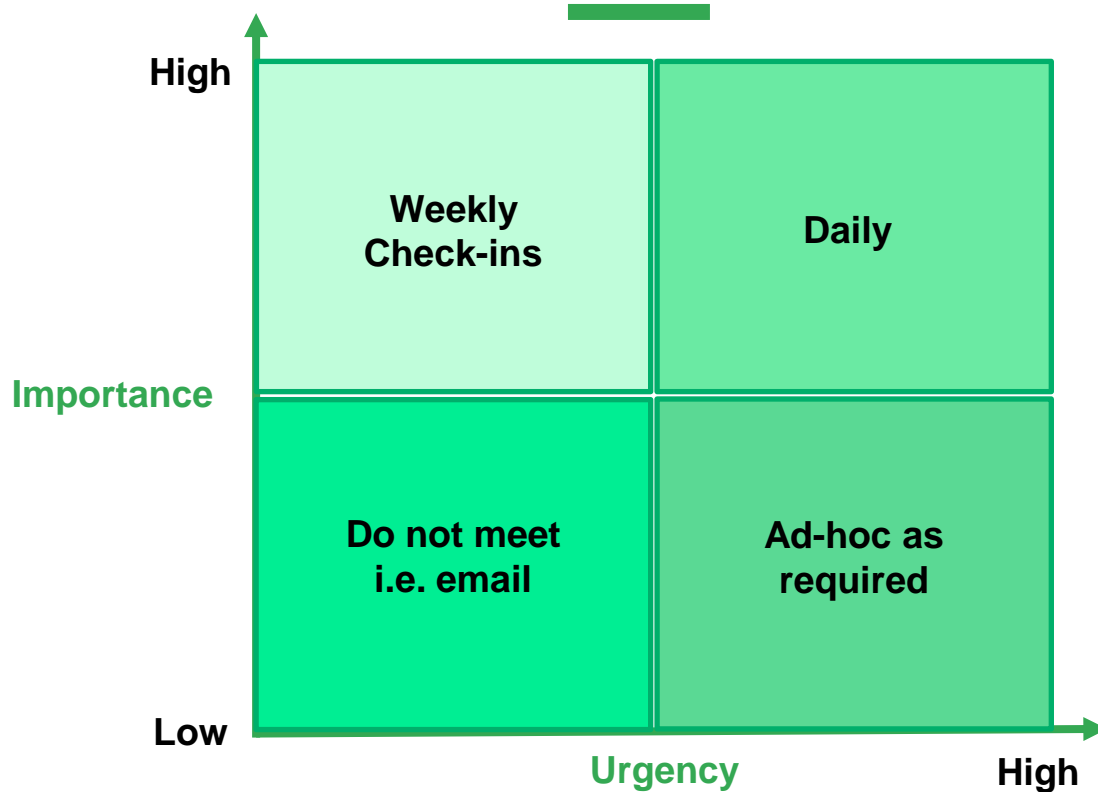 High
Weekly
Check-ins
Daily
Importance
Do not meet
i.e. email
Ad-hoc as
required
Low
Urgency
High